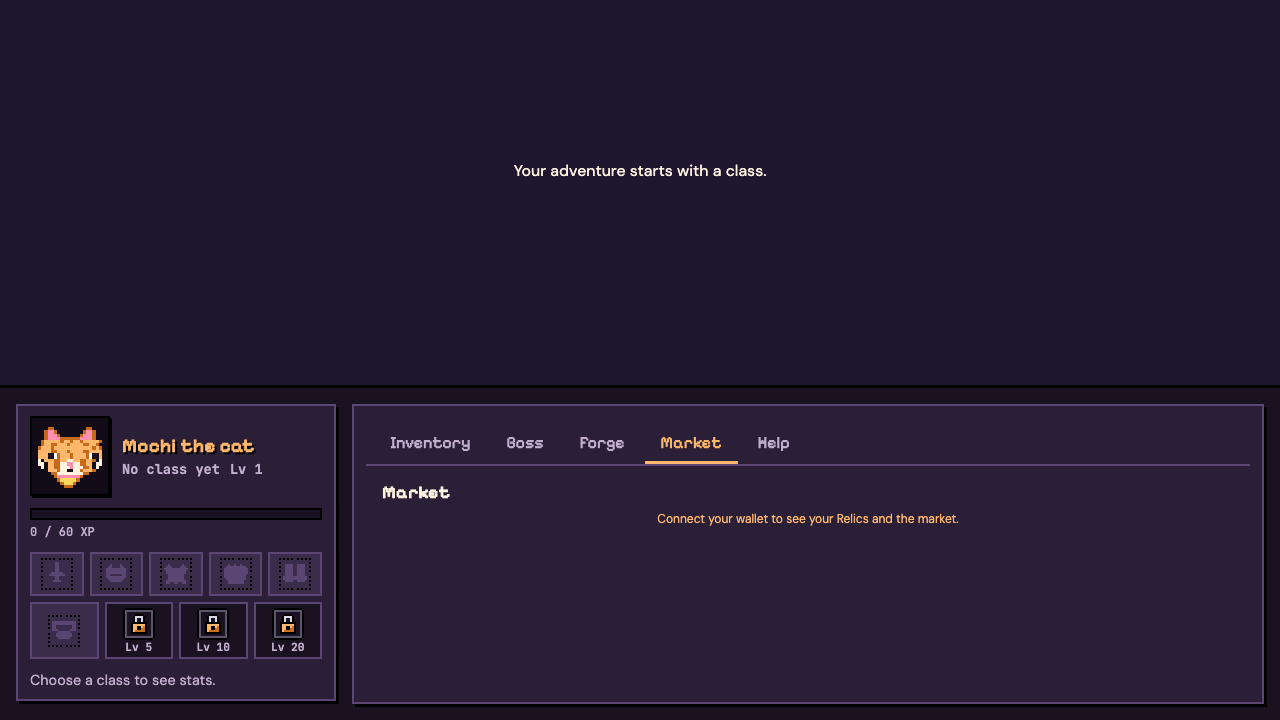 Your adventure starts with a class.
Mochi the cat
No class yet Lv 1
0 / 60 XP
Lv 5
Lv 10
Lv 20
Choose a class to see stats.
Inventory
Boss
Forge
Market
Help
Market
Connect your wallet to see your Relics and the market.